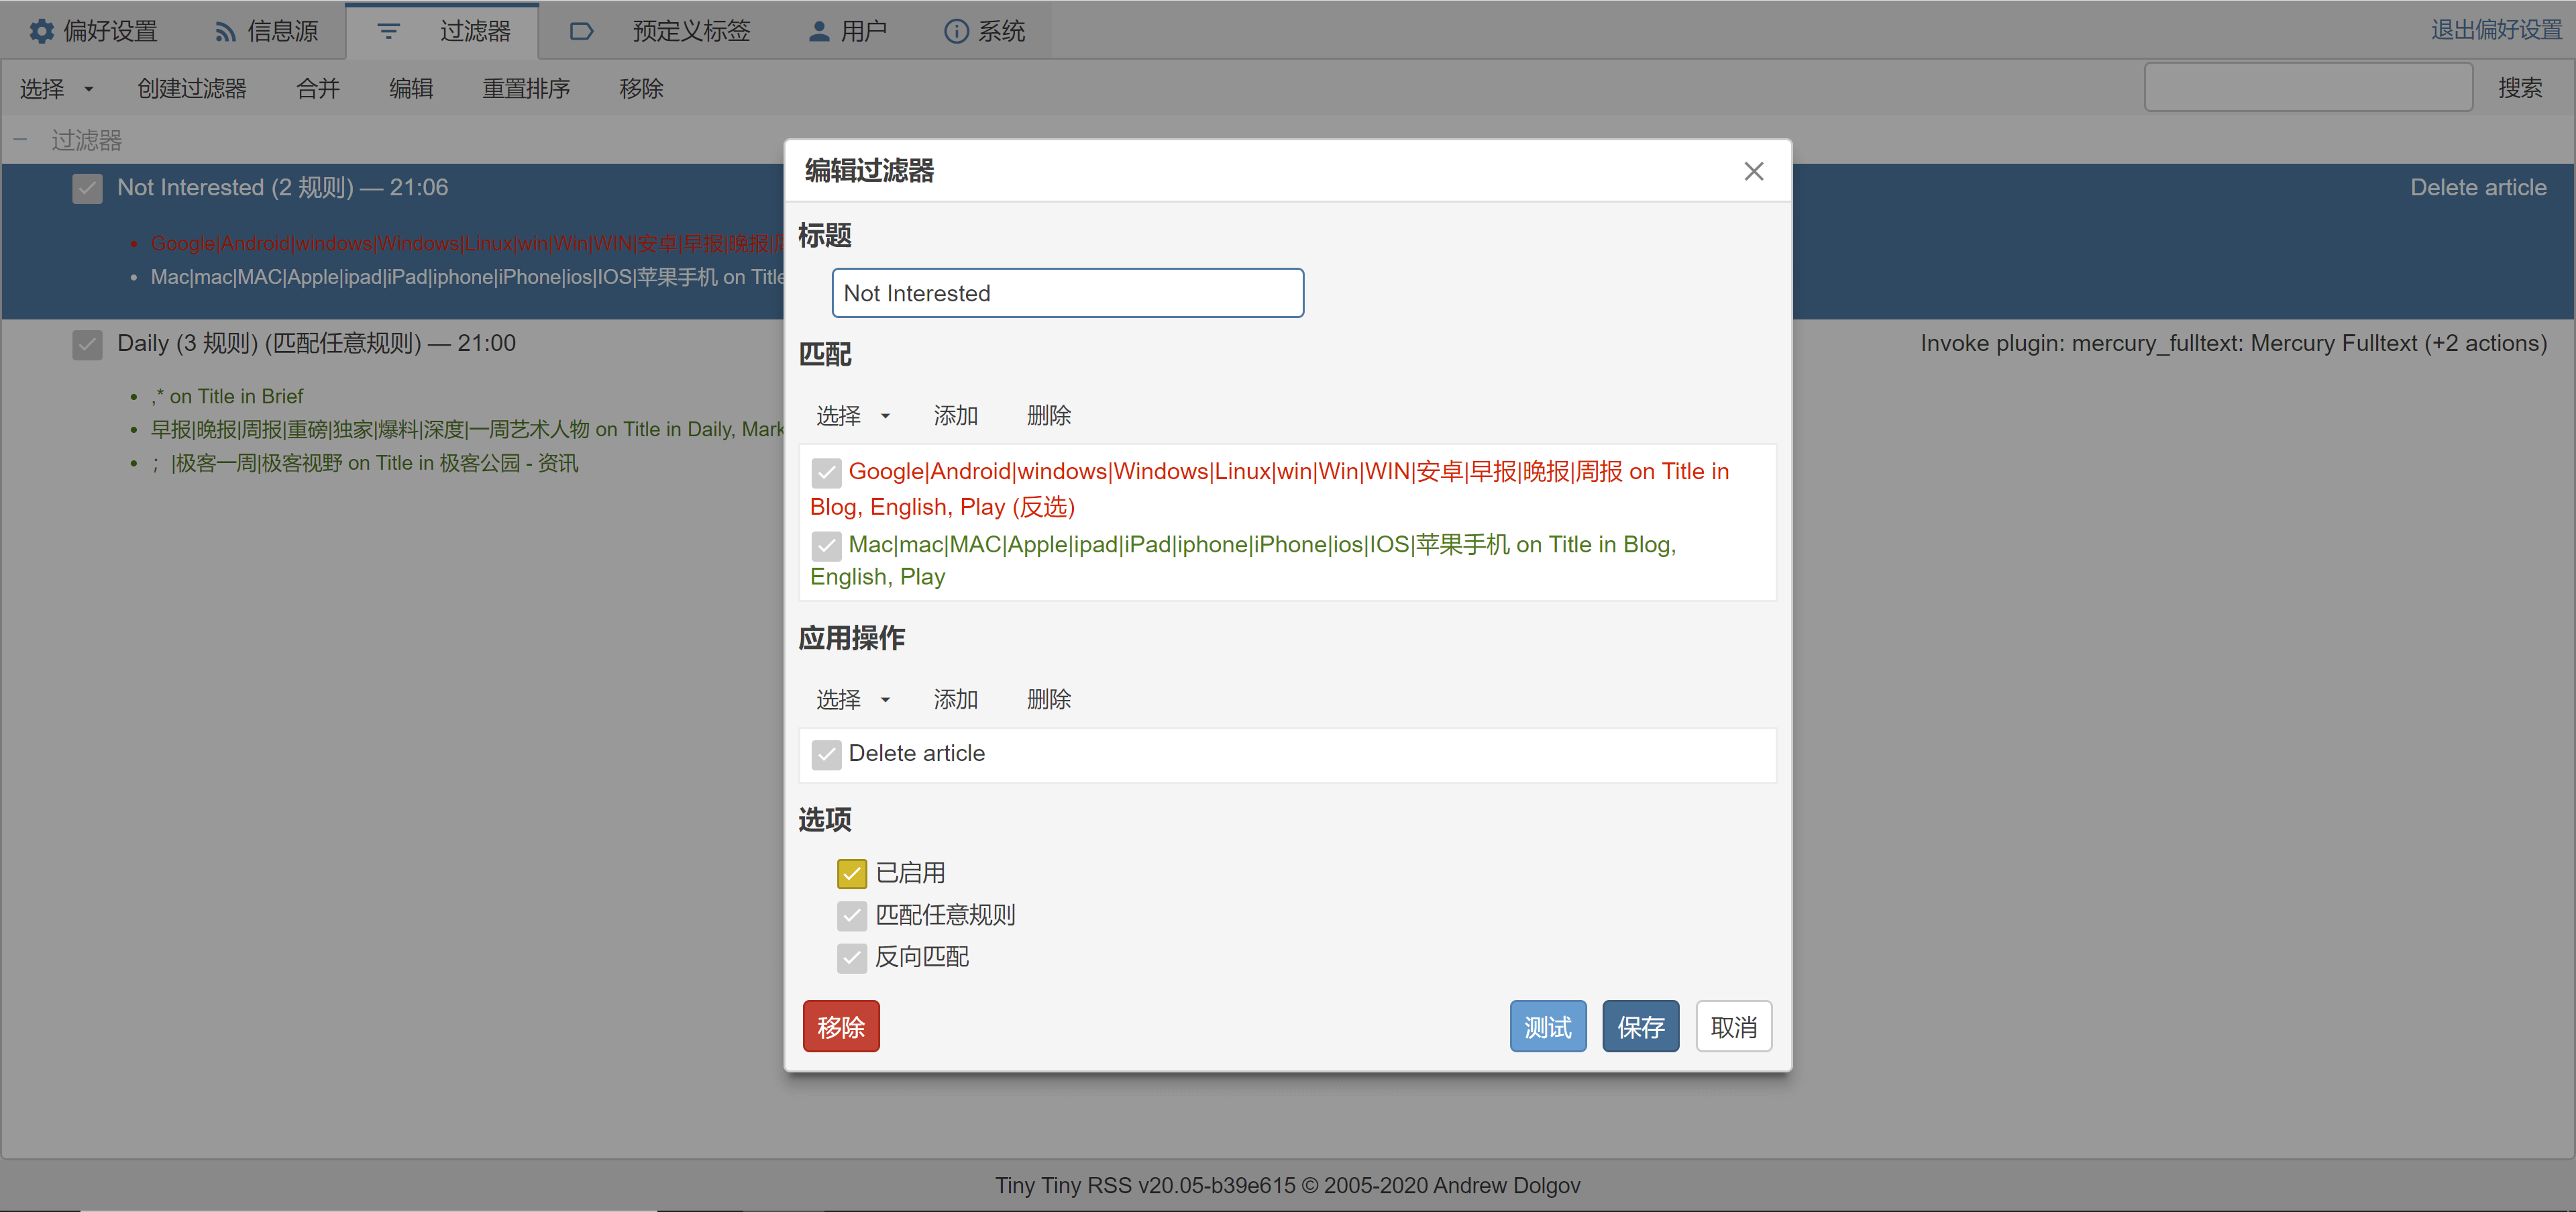 偏好设置 信息源 过滤器 预定义标签 用户 系统 退出偏好设置
选择 创建过滤器 合并 编辑 重置排序 移除 搜索
过滤器
Not Interested (2 规则) — 21:06 Delete article
Google|Android|windows|Windows|Linux|win|Win|WIN|安卓|早报|晚报|
Mac|mac|MAC|Apple|ipad|iPad|iphone|iPhone|ios|IOS|苹果手机 on Title
Daily (3 规则) (匹配任意规则) — 21:00 Invoke plugin: mercury_fulltext: Mercury Fulltext (+2 actions)
,* on Title in Brief
早报|晚报|周报|重磅|独家|爆料|深度|一周艺术人物 on Title in Daily, Mark
；|极客一周|极客视野 on Title in 极客公园 - 资讯
编辑过滤器
标题
Not Interested
匹配
选择 添加 删除
Google|Android|windows|Windows|Linux|win|Win|WIN|安卓|早报|晚报|周报 on Title in
Blog, English, Play (反选)
Mac|mac|MAC|Apple|ipad|iPad|iphone|iPhone|ios|IOS|苹果手机 on Title in Blog,
English, Play
应用操作
选择 添加 删除
Delete article
选项
已启用
匹配任意规则
反向匹配
移除 测试 保存 取消
Tiny Tiny RSS v20.05-b39e615 © 2005-2020 Andrew Dolgov